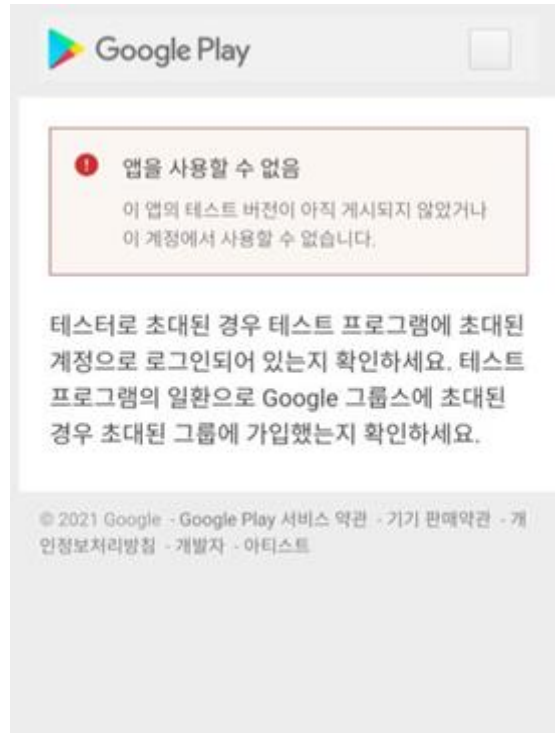 Google Play
앱을 사용할 수 없음
이 앱의 테스트 버전이 아직 게시되지 않았거나
이 계정에서 사용할 수 없습니다.
테스터로 초대된 경우 테스트 프로그램에 초대된
계정으로 로그인되어 있는지 확인하세요. 테스트
프로그램의 일환으로 Google 그룹스에 초대된
경우 초대된 그룹에 가입했는지 확인하세요.
© 2021 Google - Google Play 서비스 약관 - 기기 판매약관 - 개
인정보처리방침 - 개발자 - 아티스트